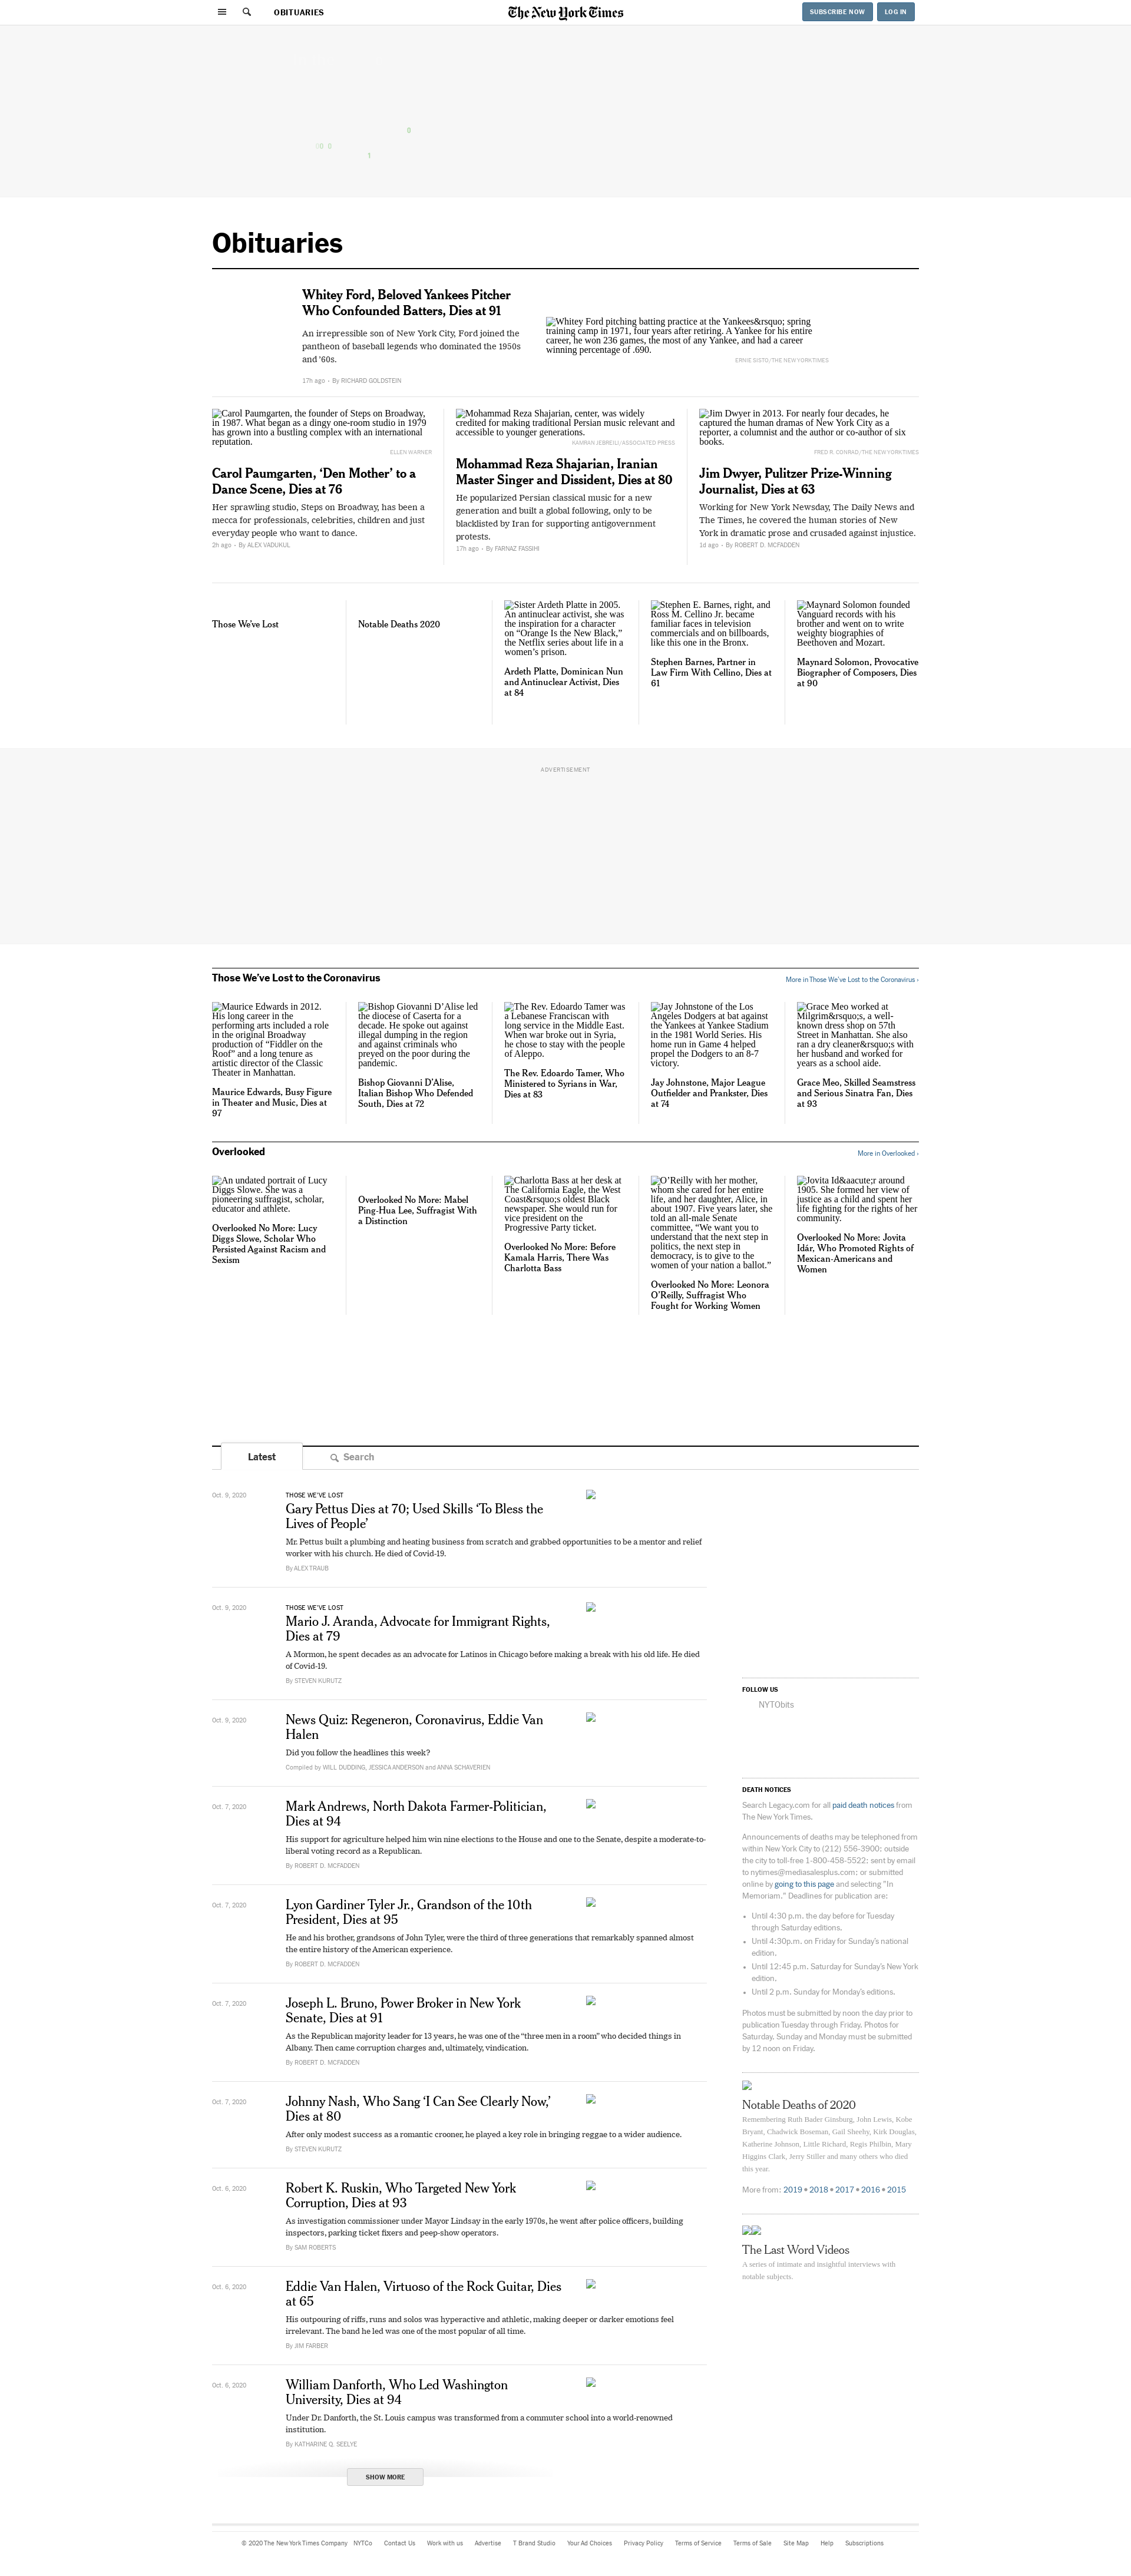 OBITUARIES
The New York Times
SUBSCRIBE NOW
LOG IN
0
0 0
1
Obituaries
Whitey Ford, Beloved Yankees Pitcher
Who Confounded Batters, Dies at 91
An irrepressible son of New York City, Ford joined the
pantheon of baseball legends who dominated the 1950s
and ’60s.
17h ago · By RICHARD GOLDSTEIN
Whitey Ford pitching batting practice at the Yankees&rsquo; spring
training camp in 1971, four years after retiring. A Yankee for his entire
career, he won 236 games, the most of any Yankee, and had a career
winning percentage of .690.
ERNIE SISTO/THE NEW YORK TIMES
Carol Paumgarten, the founder of Steps on Broadway,
in 1987. What began as a dingy one-room studio in 1979
has grown into a bustling complex with an international
reputation.
ELLEN WARNER
Carol Paumgarten, ‘Den Mother’ to a
Dance Scene, Dies at 76
Her sprawling studio, Steps on Broadway, has been a
mecca for professionals, celebrities, children and just
everyday people who want to dance.
2h ago · By ALEX VADUKUL
Mohammad Reza Shajarian, center, was widely
credited for making traditional Persian music relevant and
accessible to younger generations.
KAMRAN JEBREILI/ASSOCIATED PRESS
Mohammad Reza Shajarian, Iranian
Master Singer and Dissident, Dies at 80
He popularized Persian classical music for a new
generation and built a global following, only to be
blacklisted by Iran for supporting antigovernment
protests.
17h ago · By FARNAZ FASSIHI
Jim Dwyer in 2013. For nearly four decades, he
captured the human dramas of New York City as a
reporter, a columnist and the author or co-author of six
books.
FRED R. CONRAD/THE NEW YORK TIMES
Jim Dwyer, Pulitzer Prize-Winning
Journalist, Dies at 63
Working for New York Newsday, The Daily News and
The Times, he covered the human stories of New
York in dramatic prose and crusaded against injustice.
1d ago · By ROBERT D. MCFADDEN
Those We’ve Lost
Notable Deaths 2020
Sister Ardeth Platte in 2005.
An antinuclear activist, she was
the inspiration for a character
on “Orange Is the New Black,”
the Netflix series about life in a
women’s prison.
Ardeth Platte, Dominican Nun
and Antinuclear Activist, Dies
at 84
Stephen E. Barnes, right, and
Ross M. Cellino Jr. became
familiar faces in television
commercials and on billboards,
like this one in the Bronx.
Stephen Barnes, Partner in
Law Firm With Cellino, Dies at
61
Maynard Solomon founded
Vanguard records with his
brother and went on to write
weighty biographies of
Beethoven and Mozart.
Maynard Solomon, Provocative
Biographer of Composers, Dies
at 90
ADVERTISEMENT
Those We’ve Lost to the Coronavirus
More in Those We’ve Lost to the Coronavirus ›
Maurice Edwards in 2012.
His long career in the
performing arts included a role
in the original Broadway
production of “Fiddler on the
Roof” and a long tenure as
artistic director of the Classic
Theater in Manhattan.
Maurice Edwards, Busy Figure
in Theater and Music, Dies at
97
Bishop Giovanni D’Alise led
the diocese of Caserta for a
decade. He spoke out against
illegal dumping in the region
and against criminals who
preyed on the poor during the
pandemic.
Bishop Giovanni D’Alise,
Italian Bishop Who Defended
South, Dies at 72
The Rev. Edoardo Tamer was
a Lebanese Franciscan with
long service in the Middle East.
When war broke out in Syria,
he chose to stay with the people
of Aleppo.
The Rev. Edoardo Tamer, Who
Ministered to Syrians in War,
Dies at 83
Jay Johnstone of the Los
Angeles Dodgers at bat against
the Yankees at Yankee Stadium
in the 1981 World Series. His
home run in Game 4 helped
propel the Dodgers to an 8-7
victory.
Jay Johnstone, Major League
Outfielder and Prankster, Dies
at 74
Grace Meo worked at
Milgrim&rsquo;s, a well-
known dress shop on 57th
Street in Manhattan. She also
ran a dry cleaner&rsquo;s with
her husband and worked for
years as a school aide.
Grace Meo, Skilled Seamstress
and Serious Sinatra Fan, Dies
at 93
Overlooked
More in Overlooked ›
An undated portrait of Lucy
Diggs Slowe. She was a
pioneering suffragist, scholar,
educator and athlete.
Overlooked No More: Lucy
Diggs Slowe, Scholar Who
Persisted Against Racism and
Sexism
Overlooked No More: Mabel
Ping-Hua Lee, Suffragist With
a Distinction
Charlotta Bass at her desk at
The California Eagle, the West
Coast&rsquo;s oldest Black
newspaper. She would run for
vice president on the
Progressive Party ticket.
Overlooked No More: Before
Kamala Harris, There Was
Charlotta Bass
O’Reilly with her mother,
whom she cared for her entire
life, and her daughter, Alice, in
about 1907. Five years later, she
told an all-male Senate
committee, “We want you to
understand that the next step in
politics, the next step in
democracy, is to give to the
women of your nation a ballot.”
Overlooked No More: Leonora
O’Reilly, Suffragist Who
Fought for Working Women
Jovita Id&aacute;r around
1905. She formed her view of
justice as a child and spent her
life fighting for the rights of her
community.
Overlooked No More: Jovita
Idár, Who Promoted Rights of
Mexican-Americans and
Women
Latest
Search
Oct. 9, 2020
THOSE WE’VE LOST
Gary Pettus Dies at 70; Used Skills ‘To Bless the
Lives of People’
Mr. Pettus built a plumbing and heating business from scratch and grabbed opportunities to be a mentor and relief
worker with his church. He died of Covid-19.
By ALEX TRAUB
Oct. 9, 2020
THOSE WE’VE LOST
Mario J. Aranda, Advocate for Immigrant Rights,
Dies at 79
A Mormon, he spent decades as an advocate for Latinos in Chicago before making a break with his old life. He died
of Covid-19.
By STEVEN KURUTZ
Oct. 9, 2020
News Quiz: Regeneron, Coronavirus, Eddie Van
Halen
Did you follow the headlines this week?
Compiled by WILL DUDDING, JESSICA ANDERSON and ANNA SCHAVERIEN
Oct. 7, 2020
Mark Andrews, North Dakota Farmer-Politician,
Dies at 94
His support for agriculture helped him win nine elections to the House and one to the Senate, despite a moderate-to-
liberal voting record as a Republican.
By ROBERT D. MCFADDEN
Oct. 7, 2020
Lyon Gardiner Tyler Jr., Grandson of the 10th
President, Dies at 95
He and his brother, grandsons of John Tyler, were the third of three generations that remarkably spanned almost
the entire history of the American experience.
By ROBERT D. MCFADDEN
Oct. 7, 2020
Joseph L. Bruno, Power Broker in New York
Senate, Dies at 91
As the Republican majority leader for 13 years, he was one of the “three men in a room” who decided things in
Albany. Then came corruption charges and, ultimately, vindication.
By ROBERT D. MCFADDEN
Oct. 7, 2020
Johnny Nash, Who Sang ‘I Can See Clearly Now,’
Dies at 80
After only modest success as a romantic crooner, he played a key role in bringing reggae to a wider audience.
By STEVEN KURUTZ
Oct. 6, 2020
Robert K. Ruskin, Who Targeted New York
Corruption, Dies at 93
As investigation commissioner under Mayor Lindsay in the early 1970s, he went after police officers, building
inspectors, parking ticket fixers and peep-show operators.
By SAM ROBERTS
Oct. 6, 2020
Eddie Van Halen, Virtuoso of the Rock Guitar, Dies
at 65
His outpouring of riffs, runs and solos was hyperactive and athletic, making deeper or darker emotions feel
irrelevant. The band he led was one of the most popular of all time.
By JIM FARBER
Oct. 6, 2020
William Danforth, Who Led Washington
University, Dies at 94
Under Dr. Danforth, the St. Louis campus was transformed from a commuter school into a world-renowned
institution.
By KATHARINE Q. SEELYE
SHOW MORE
FOLLOW US
NYTObits
DEATH NOTICES
Search Legacy.com for all paid death notices from
The New York Times.
Announcements of deaths may be telephoned from
within New York City to (212) 556-3900; outside
the city to toll-free 1-800-458-5522; sent by email
to nytimes@mediasalesplus.com; or submitted
online by going to this page and selecting "In
Memoriam." Deadlines for publication are:
• Until 4:30 p.m. the day before for Tuesday
through Saturday editions.
• Until 4:30p.m. on Friday for Sunday's national
edition.
• Until 12:45 p.m. Saturday for Sunday's New York
edition.
• Until 2 p.m. Sunday for Monday's editions.
Photos must be submitted by noon the day prior to
publication Tuesday through Friday. Photos for
Saturday, Sunday and Monday must be submitted
by 12 noon on Friday.
Notable Deaths of 2020
Remembering Ruth Bader Ginsburg, John Lewis, Kobe
Bryant, Chadwick Boseman, Gail Sheehy, Kirk Douglas,
Katherine Johnson, Little Richard, Regis Philbin, Mary
Higgins Clark, Jerry Stiller and many others who died
this year.
More from: 2019 • 2018 • 2017 • 2016 • 2015
The Last Word Videos
A series of intimate and insightful interviews with
notable subjects.
© 2020 The New York Times Company NYTCo Contact Us Work with us Advertise T Brand Studio Your Ad Choices Privacy Policy Terms of Service Terms of Sale Site Map Help Subscriptions